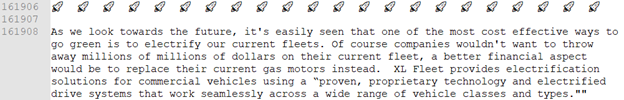 161906 🚀 🚀 🚀 🚀 🚀 🚀 🚀 🚀 🚀 🚀 🚀 🚀 🚀 🚀 🚀 🚀 🚀 🚀 🚀 🚀 🚀 🚀
161907
161908 As we look towards the future, it's easily seen that one of the most cost effective ways to
go green is to electrify our current fleets. Of course companies wouldn't want to throw
away millions of millions of dollars on their current fleet, a better financial aspect
would be to replace their current gas motors instead.  XL Fleet provides electrification
solutions for commercial vehicles using a “proven, proprietary technology and electrified
drive systems that work seamlessly across a wide range of vehicle classes and types.""